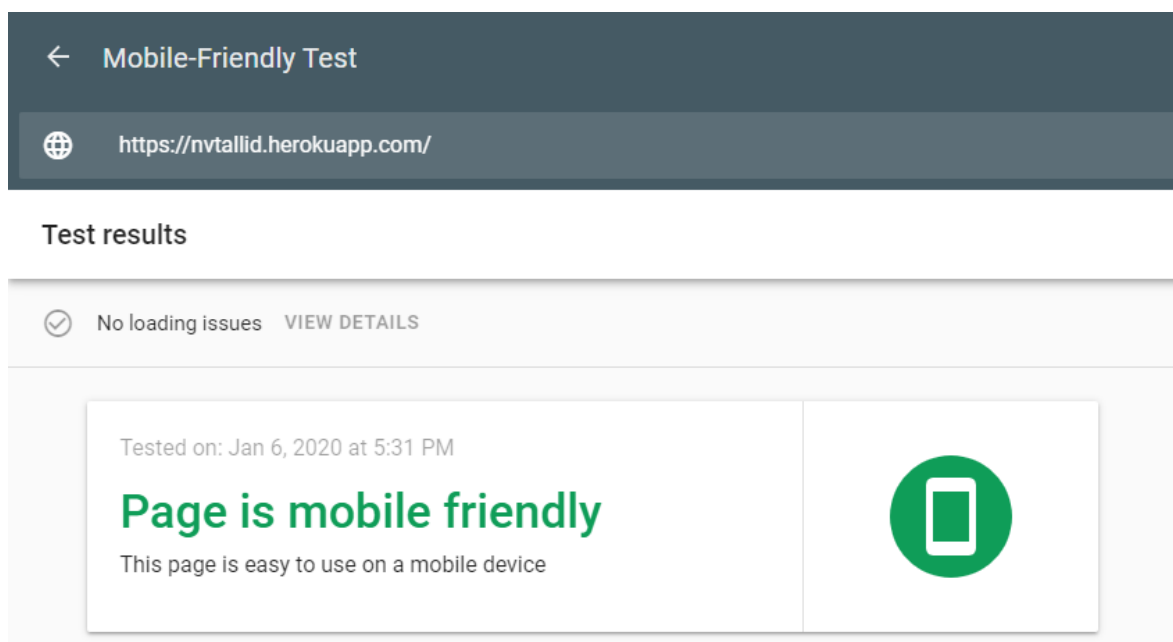 Mobile-Friendly Test
https://nvtallid.herokuapp.com/
Test results
No loading issues VIEW DETAILS
Tested on: Jan 6, 2020 at 5:31 PM
Page is mobile friendly
This page is easy to use on a mobile device